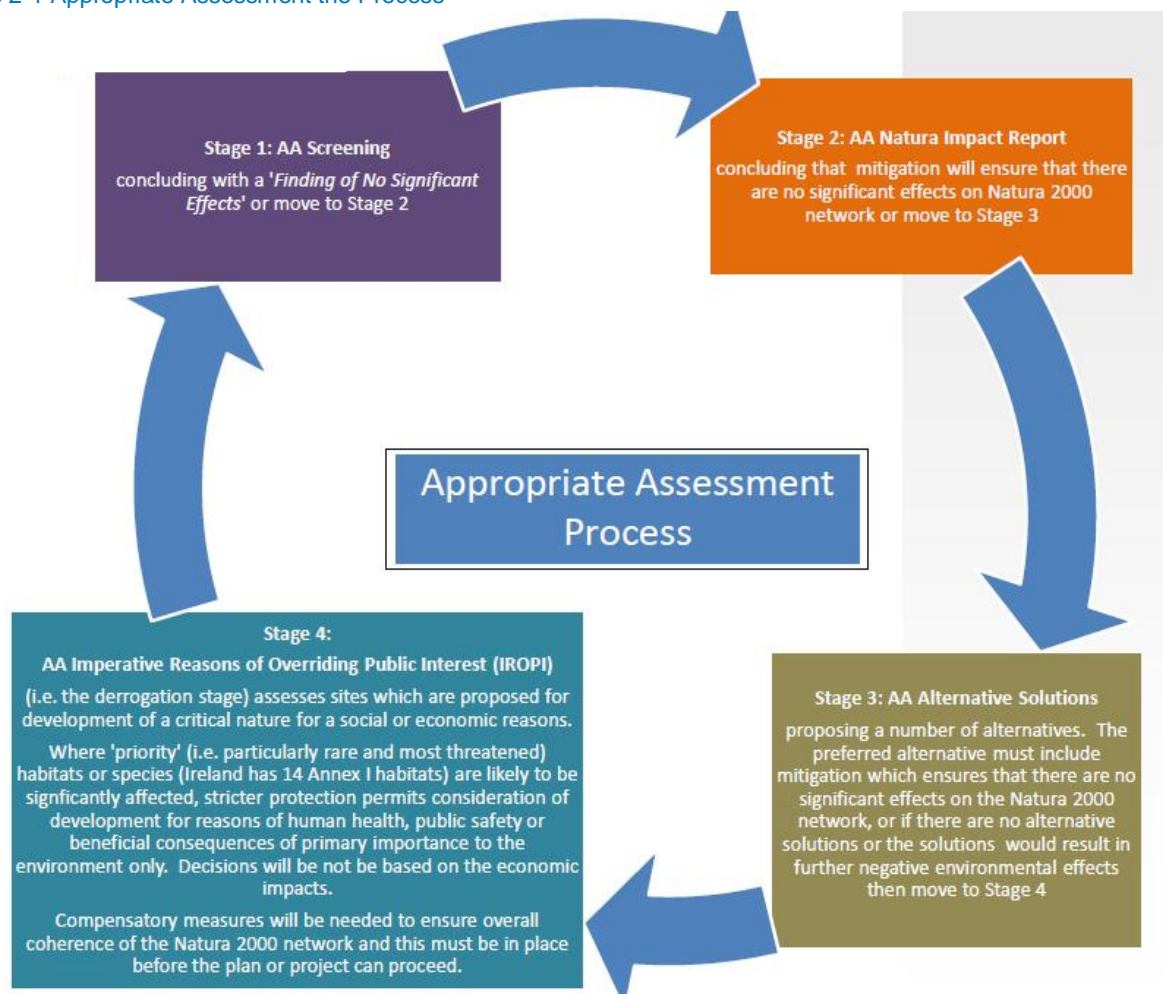 2-1 Appropriate Assessment the Process
Stage 1: AA Screening
concluding with a 'Finding of No Significant
Effects' or move to Stage 2
Stage 2: AA Natura Impact Report
concluding that mitigation will ensure that there
are no significant effects on Natura 2000
network or move to Stage 3
Appropriate Assessment
Process
Stage 3: AA Alternative Solutions
proposing a number of alternatives. The
preferred alternative must include
mitigation which ensures that there are no
significant effects on the Natura 2000
network, or if there are no alternative
solutions or the solutions would result in
further negative environmental effects
then move to Stage 4
Stage 4:
AA Imperative Reasons of Overriding Public Interest (IROPI)
(i.e. the derrogation stage) assesses sites which are proposed for
development of a critical nature for a social or economic reasons.
Where 'priority' (i.e. particularly rare and most threatened)
habitats or species (Ireland has 14 Annex I habitats) are likely to be
signficantly affected, stricter protection permits consideration of
development for reasons of human health, public safety or
beneficial consequences of primary importance to the
environment only. Decisions will be not be based on the economic
impacts.
Compensatory measures will be needed to ensure overall
coherence of the Natura 2000 network and this must be in place
before the plan or project can proceed.